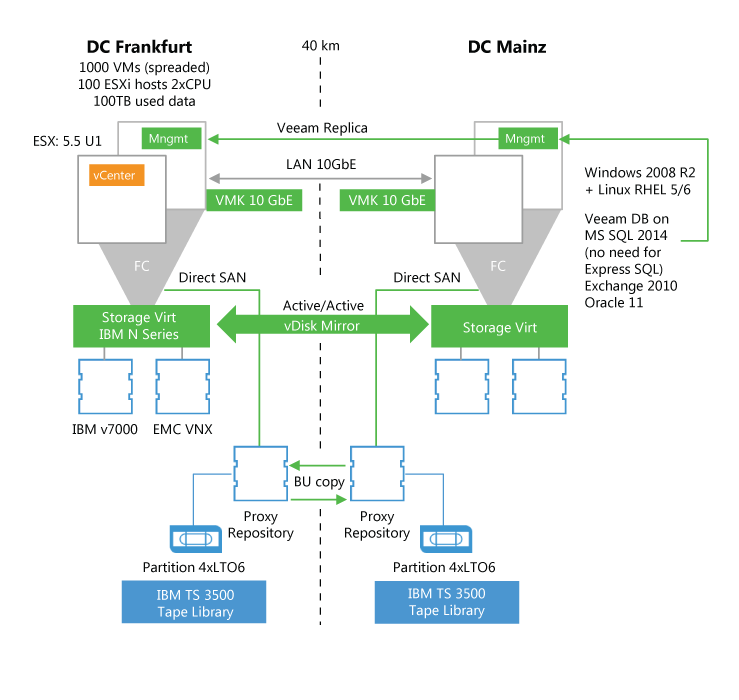 DC Frankfurt
40 km
DC Mainz
1000 VMs (spreaded)
100 ESXi hosts 2xCPU
100TB used data
ESX: 5.5 U1
Mngmt
Veeam Replica
Mngmt
vCenter
LAN 10GbE
Windows 2008 R2
+ Linux RHEL 5/6
VMK 10 GbE
VMK 10 GbE
Veeam DB on
MS SQL 2014
(no need for
Express SQL)
Exchange 2010
Oracle 11
FC
FC
Direct SAN
Direct SAN
Storage Virt
IBM N Series
Active/Active
vDisk Mirror
Storage Virt
IBM v7000
EMC VNX
BU copy
Proxy
Repository
Proxy
Repository
Partition 4xLTO6
Partition 4xLTO6
IBM TS 3500
Tape Library
IBM TS 3500
Tape Library